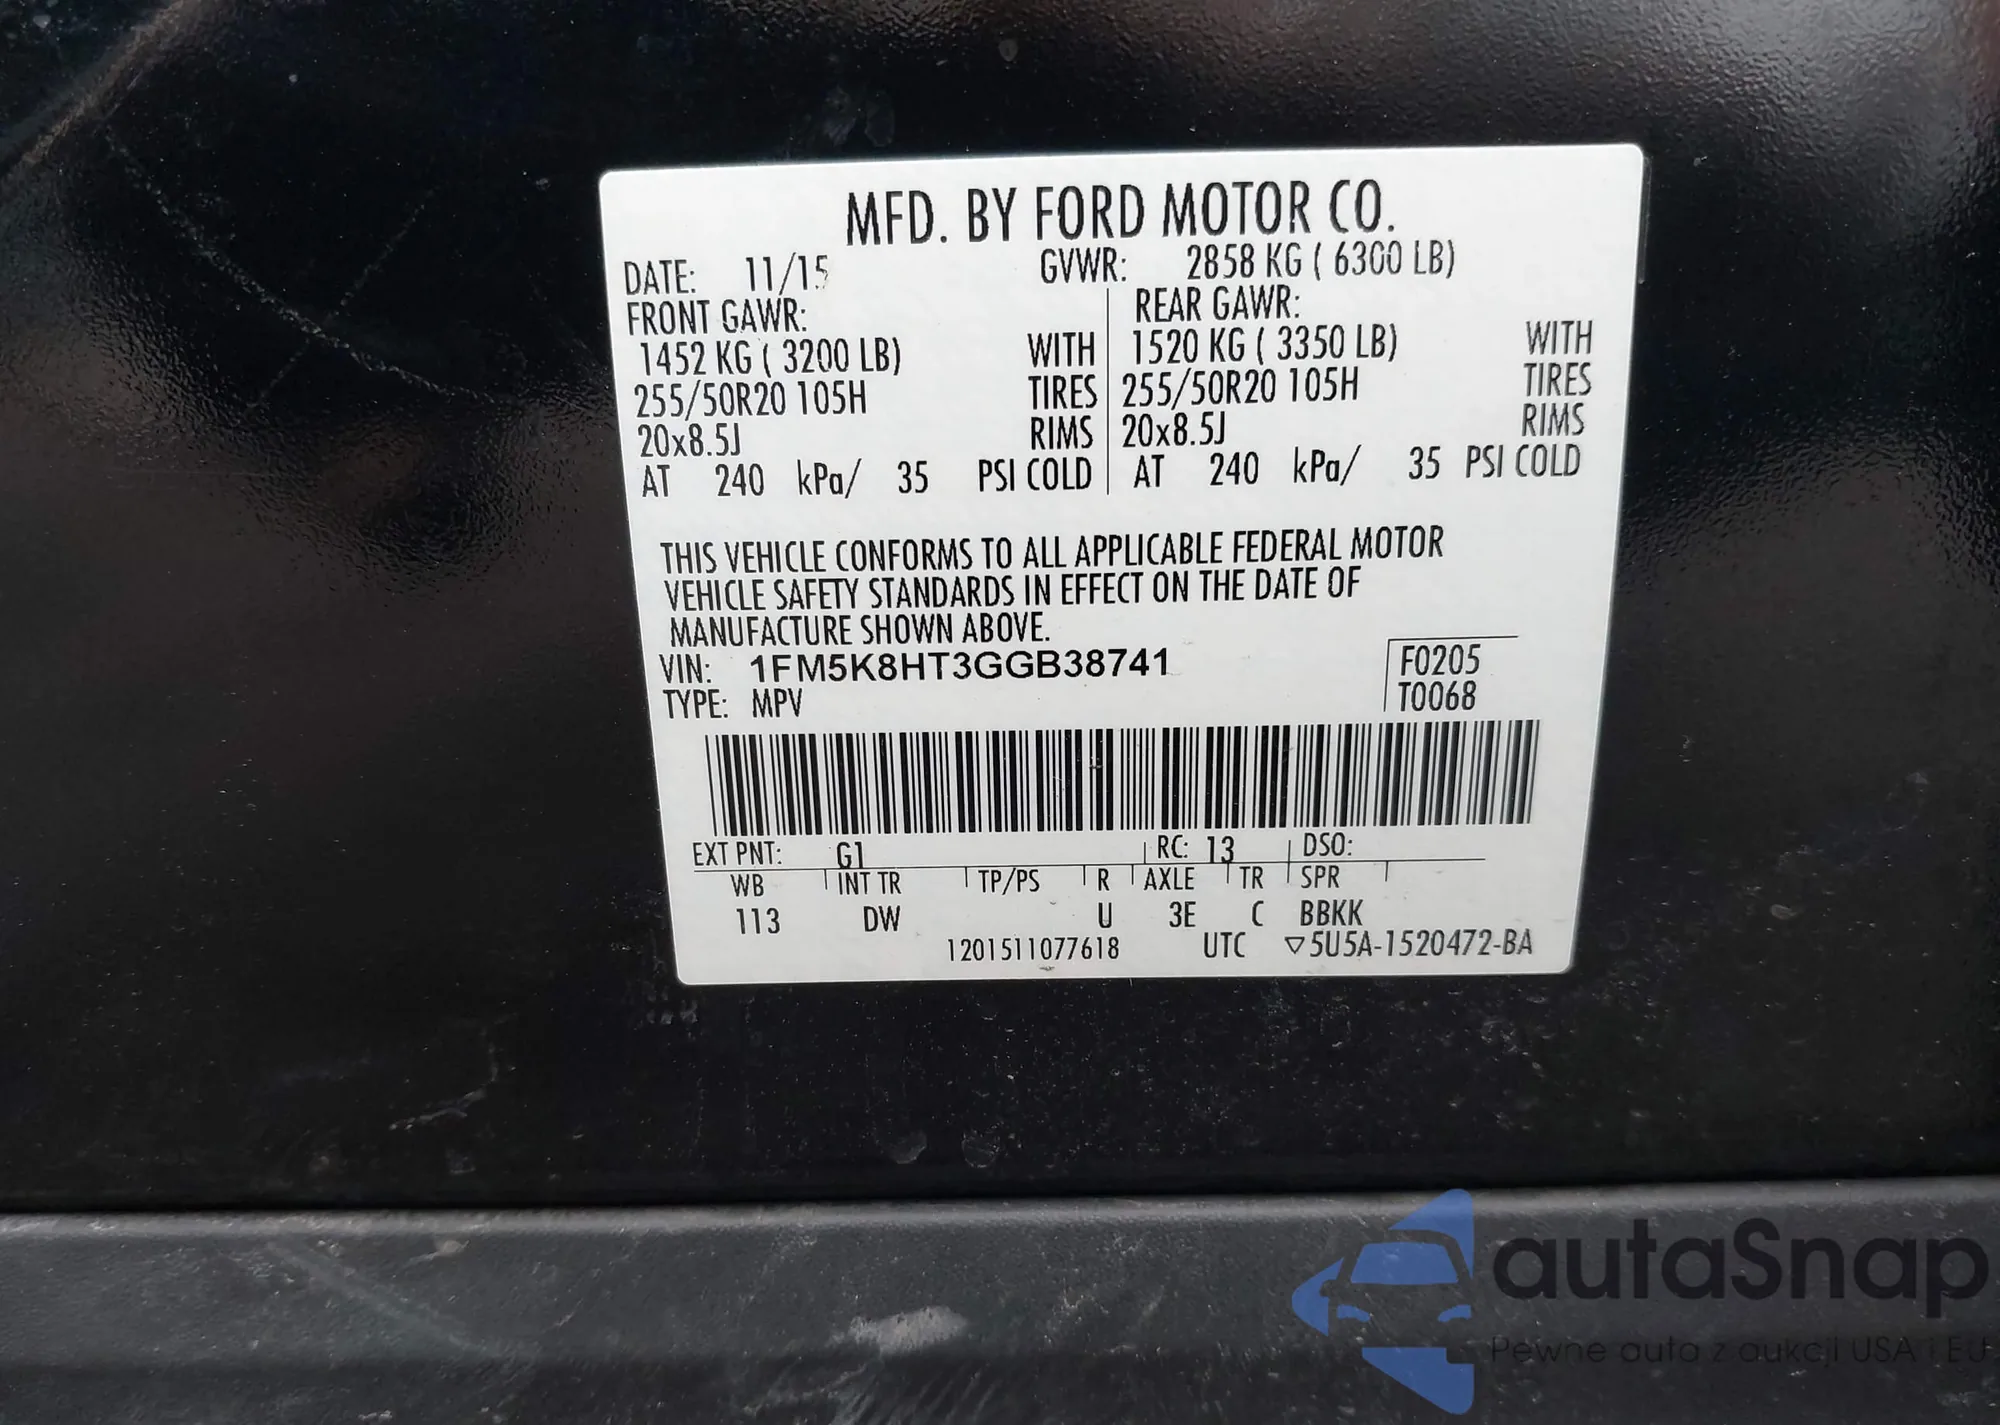 MFD. BY FORD MOTOR CO.
DATE: 11/15 GVWR: 2858 KG ( 6300 LB)
FRONT GAWR: REAR GAWR:
1452 KG ( 3200 LB) WITH 1520 KG ( 3350 LB) WITH
255/50R20 105H TIRES 255/50R20 105H TIRES
20x8.5J RIMS 20x8.5J RIMS
AT 240 kPa/ 35 PSI COLD AT 240 kPa/ 35 PSI COLD
THIS VEHICLE CONFORMS TO ALL APPLICABLE FEDERAL MOTOR
VEHICLE SAFETY STANDARDS IN EFFECT ON THE DATE OF
MANUFACTURE SHOWN ABOVE.
VIN: 1FM5K8HT3GGB38741 F0205
TYPE: MPV T0068
EXT PNT: G1 RC: 13 DSO:
WB INT TR TP/PS R AXLE TR SPR
113 DW U 3E C BBKK
1201511077618 UTC ▽5U5A-1520472-BA
autaSnap
Pewne auta z aukcji USA i EU